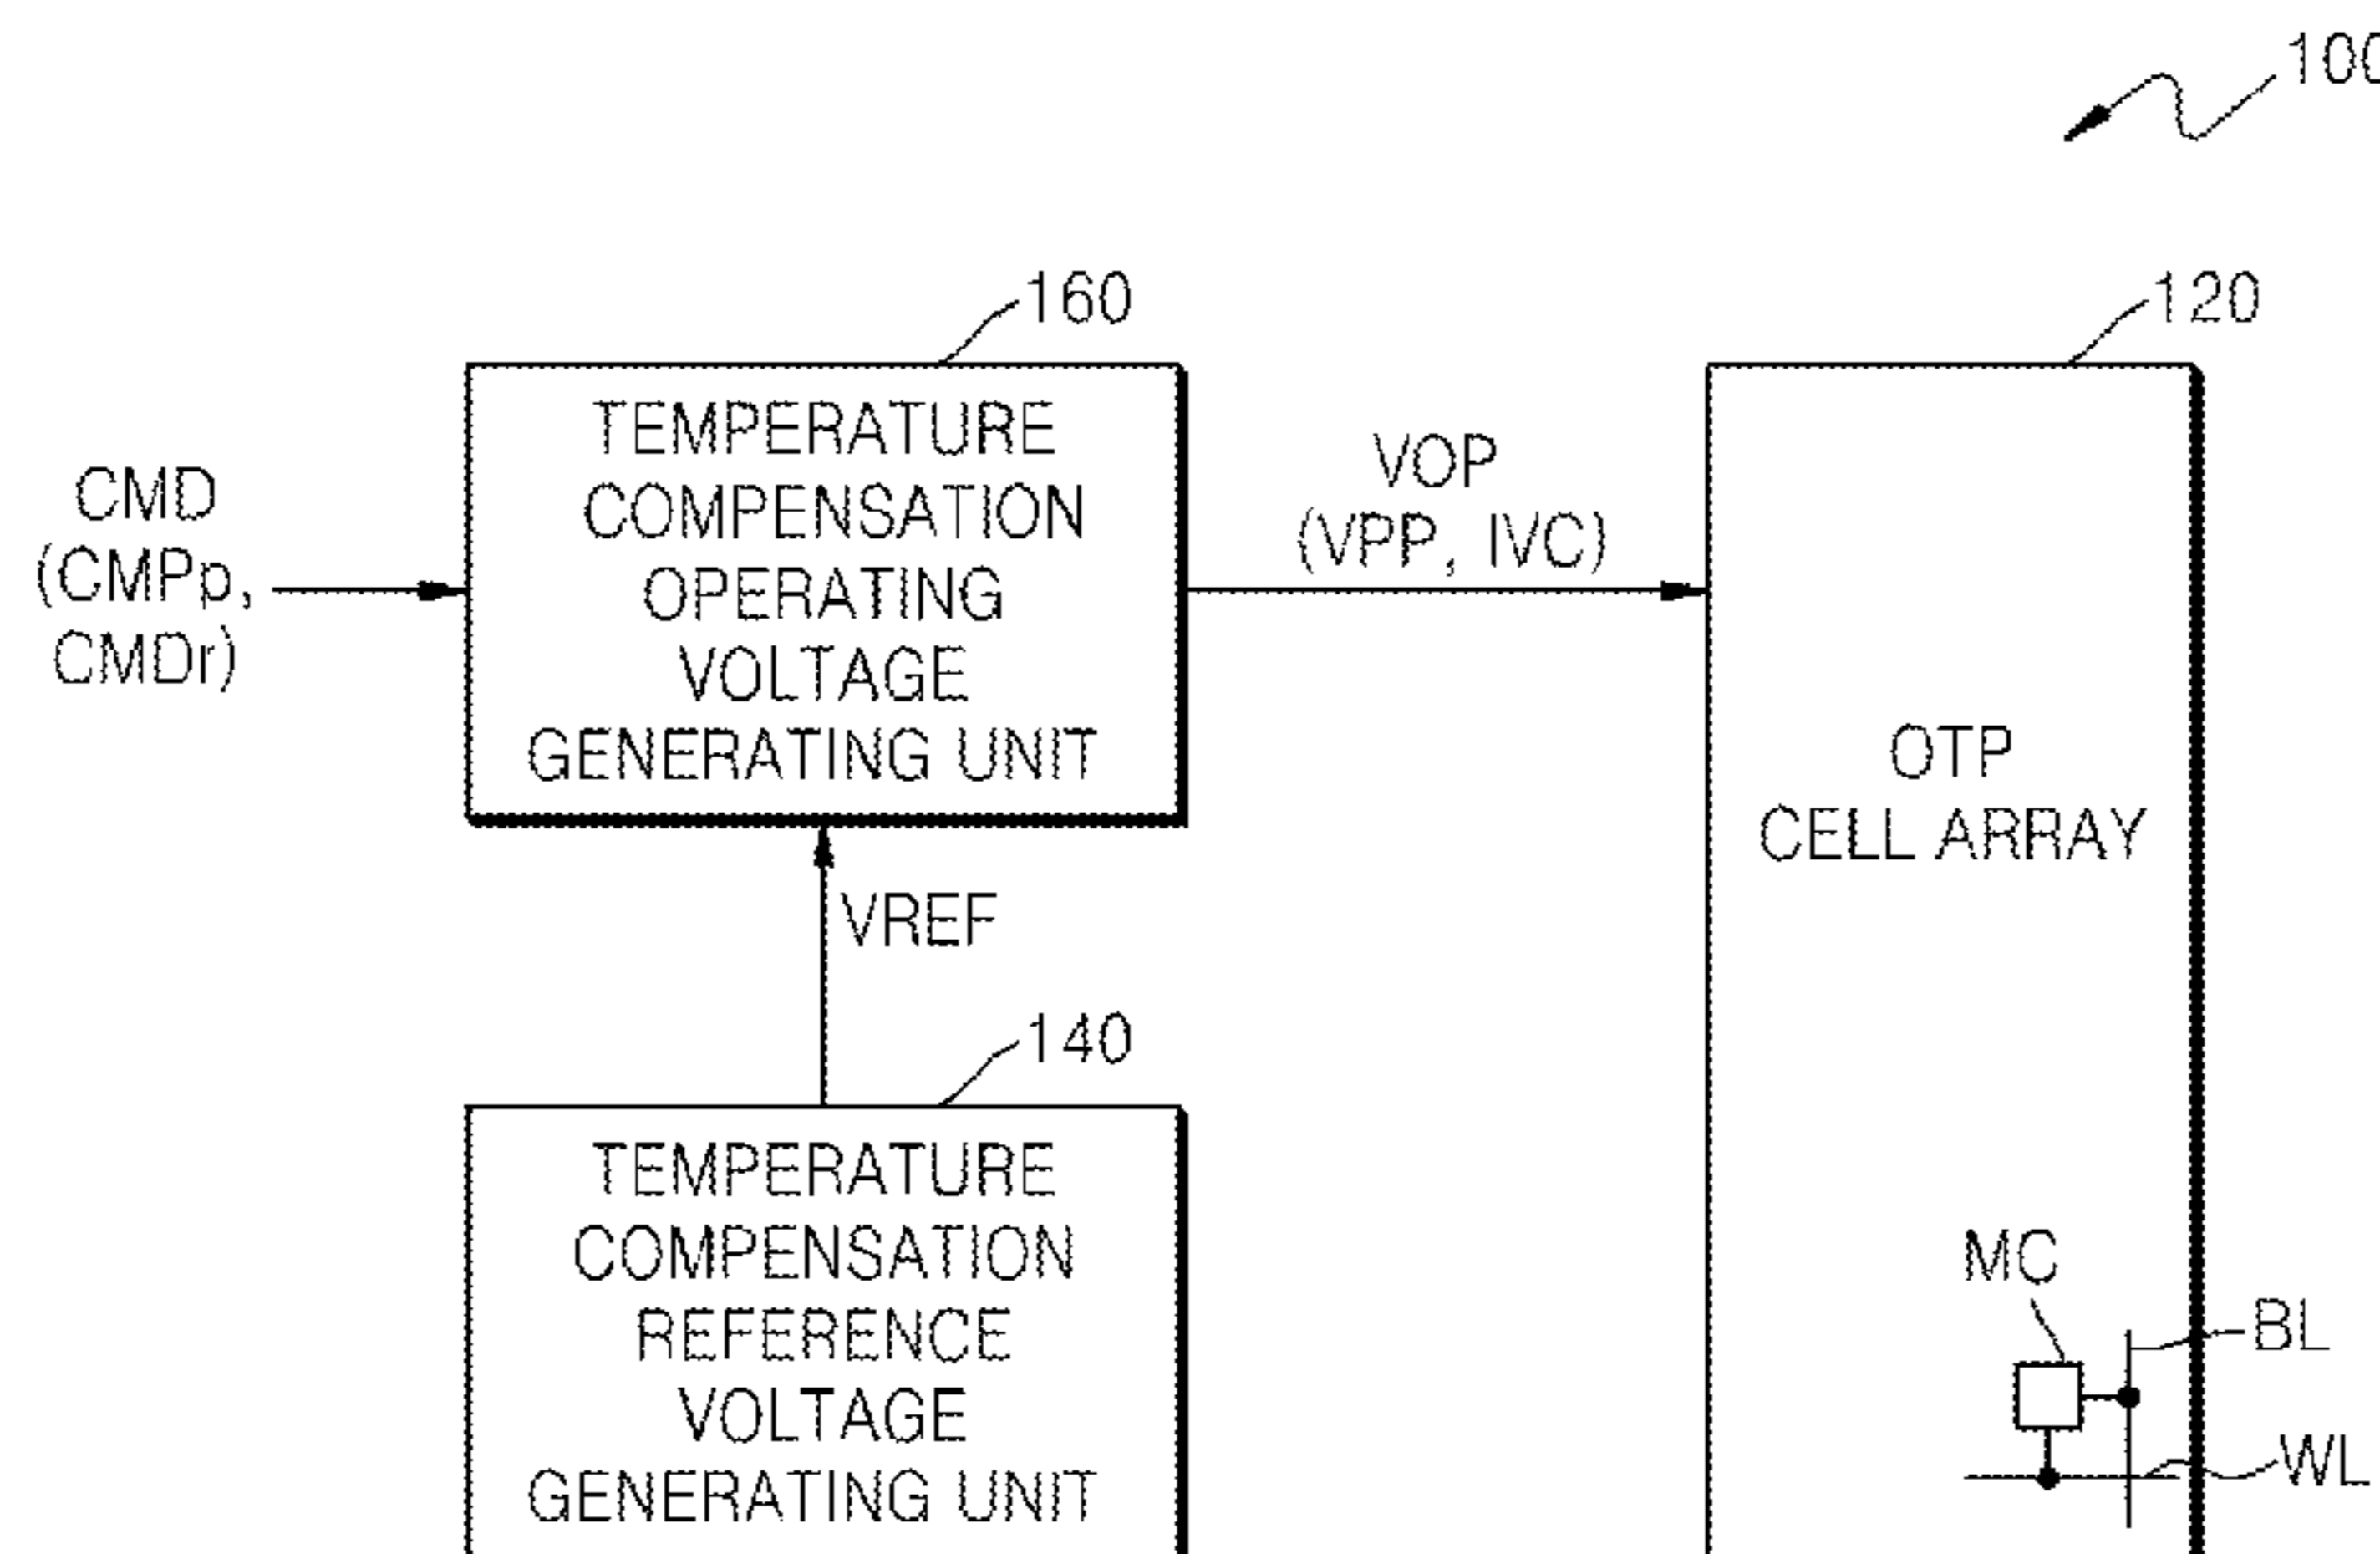 100
160
120
TEMPERATURE
COMPENSATION
OPERATING
VOLTAGE
GENERATING UNIT
CMD
(CMPp,
CMDr)
VOP
(VPP, IVC)
OTP
CELL ARRAY
VREF
140
TEMPERATURE
COMPENSATION
REFERENCE
VOLTAGE
GENERATING UNIT
MC
BL
WL